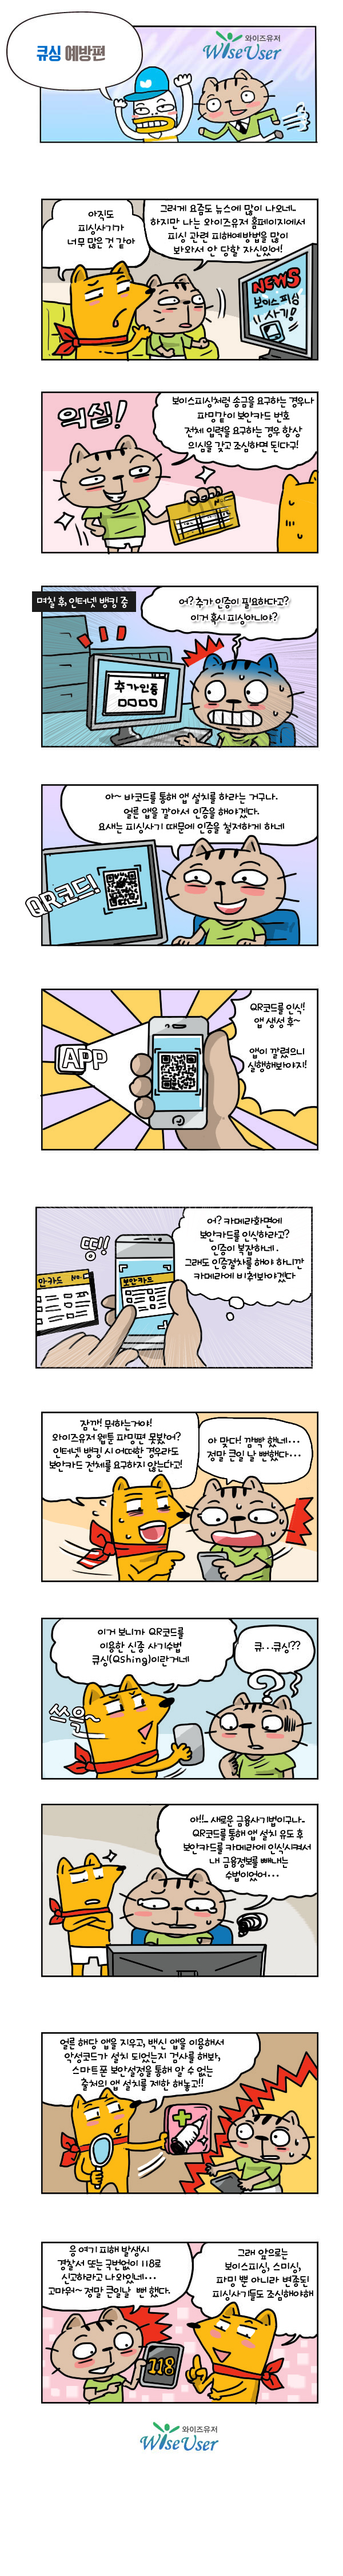 큐싱 예방편
와이즈유저
WiseUser
아직도
피싱사기가
너무 많은 것 같아
그러게 요즘도 뉴스에 많이 나오네..
하지만 나는 와이즈유저 홈페이지에서
피싱 관련 피해예방법을 많이
봐와서 안 당할 자신있어!
NEWS
보이스 피싱
사기
의심!
보이스피싱처럼 송금을 요구하는 경우나
파밍같이 보안카드 번호
전체 입력을 요구하는 경우 항상
의심을 갖고 조심하면 된다구!
며칠 후, 인터넷 뱅킹 중
어? 추가 인증이 필요하다고?
이거 혹시 피싱아니야?
추가인증
아~ 바코드를 통해 앱 설치를 하라는 거구나.
얼른 앱을 깔아서 인증을 해야겠다.
요새는 피싱사기 때문에 인증을 철저하게 하네
QR코드!
QR코드를 인식!
앱 생성 후~
앱이 깔렸으니
실행해봐야지!
APP
어? 카메라화면에
보안카드를 인식하라고?
인증이 복잡하네.
그래도 인증절차를 해야 하니깐
카메라에 비춰봐야겠다
띵!
안카드 No.
보안카드
잠깐! 뭐하는거야!
와이즈유저 웹툰 파밍편 못봤어?
인터넷 뱅킹 시 어떠한 경우라도
보안카드 전체를 요구하지 않는다고!
아 맞다! 깜빡 했네...
정말 큰일 날 뻔했다...
이거 보니까 QR코드를
이용한 신종 사기수법
큐싱(Qshing)이란거네
큐...큐싱??
쓰윽~
아!!.. 새로운 금융사기법이구나..
QR코드를 통해 앱 설치 유도 후
보안카드를 카메라에 인식시켜서
내 금융정보를 빼내는
수법이었어...
얼른 해당 앱을 지우고, 백신 앱을 이용해서
악성코드가 설치 되었는지 검사를 해봐,
스마트폰 보안설정을 통해 알 수 없는
출처의 앱 설치를 제한 해놓고!!
응 여기 피해 발생시
경찰서 또는 국번없이 118로
신고하라고 나와있네...
고마워~ 정말 큰일날 뻔 했다.
그래 앞으로는
보이스피싱, 스미싱,
파밍 뿐 아니라 변종된
피싱사기들도 조심해야해
118
와이즈유저
WiseUser